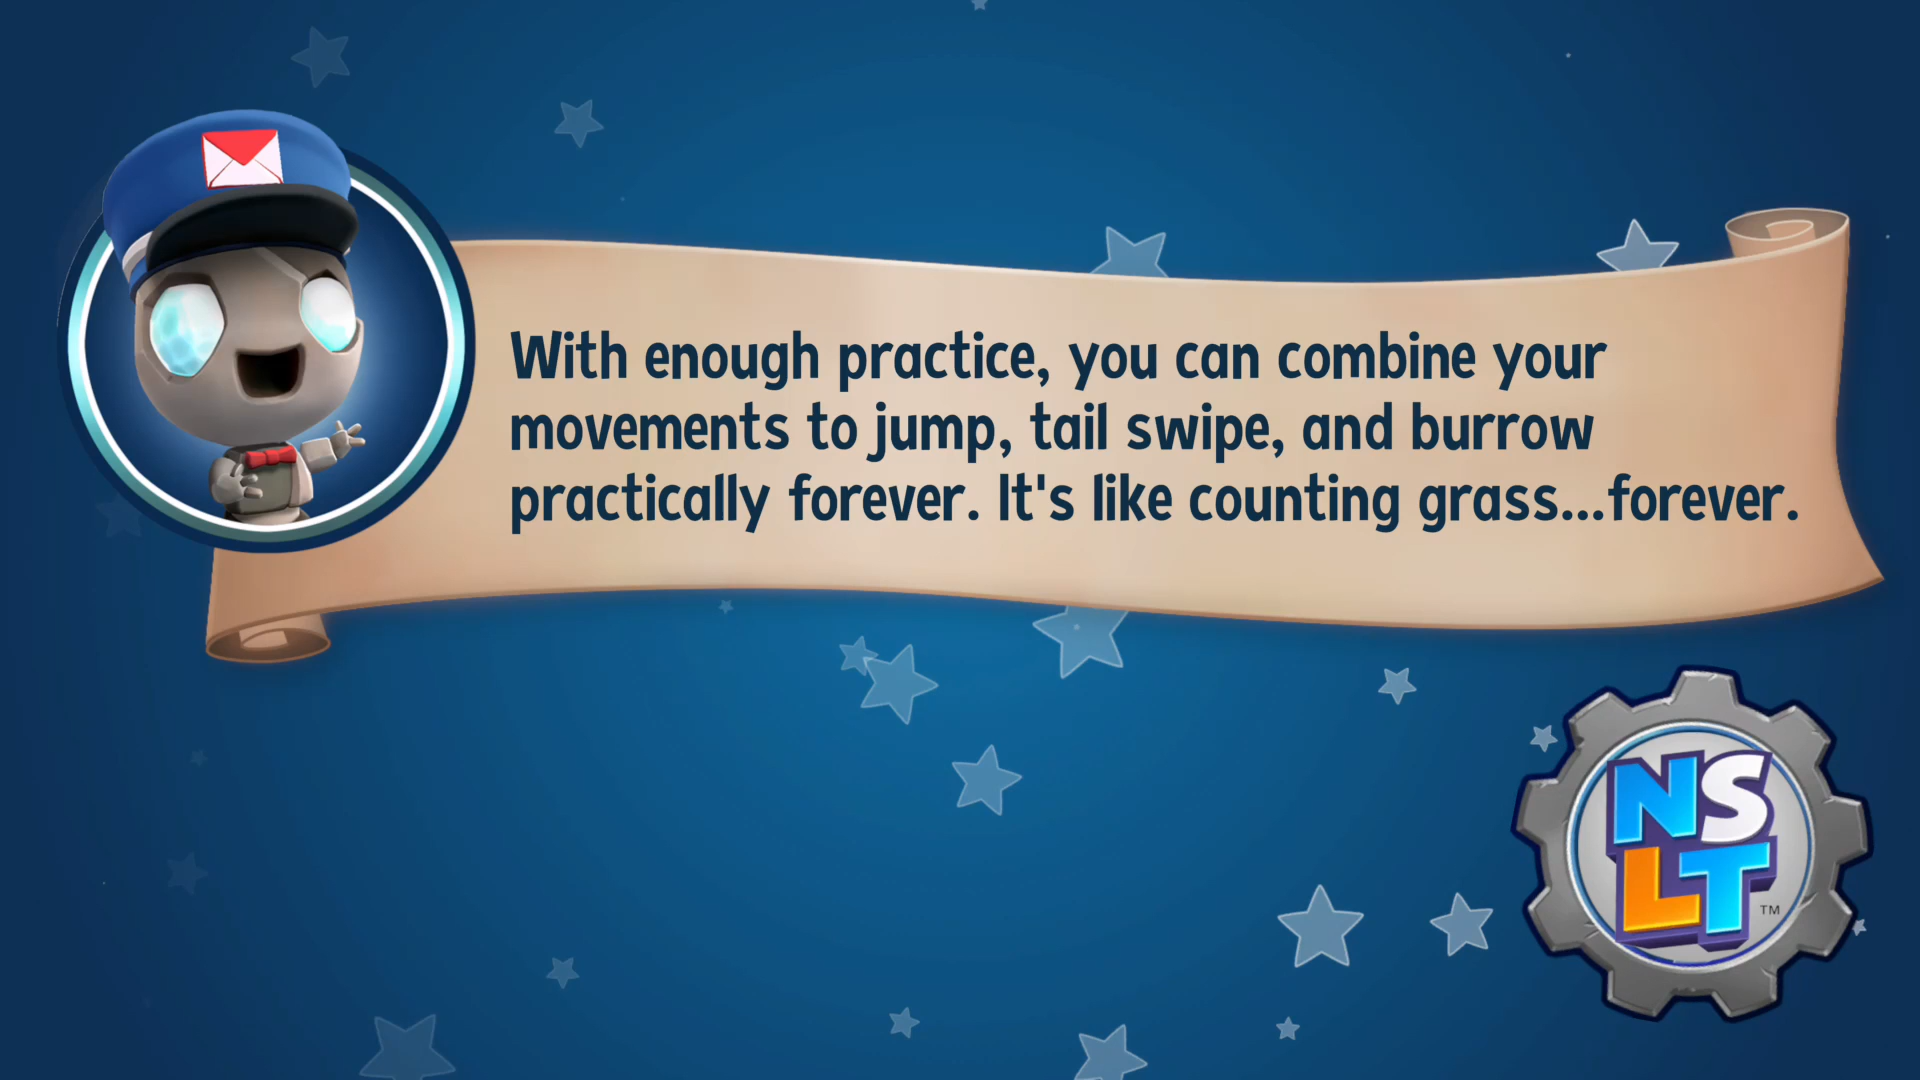 With enough practice, you can combine your
movements to jump, tail swipe, and burrow
practically forever. It's like counting grass...forever.
NS
LT
TM